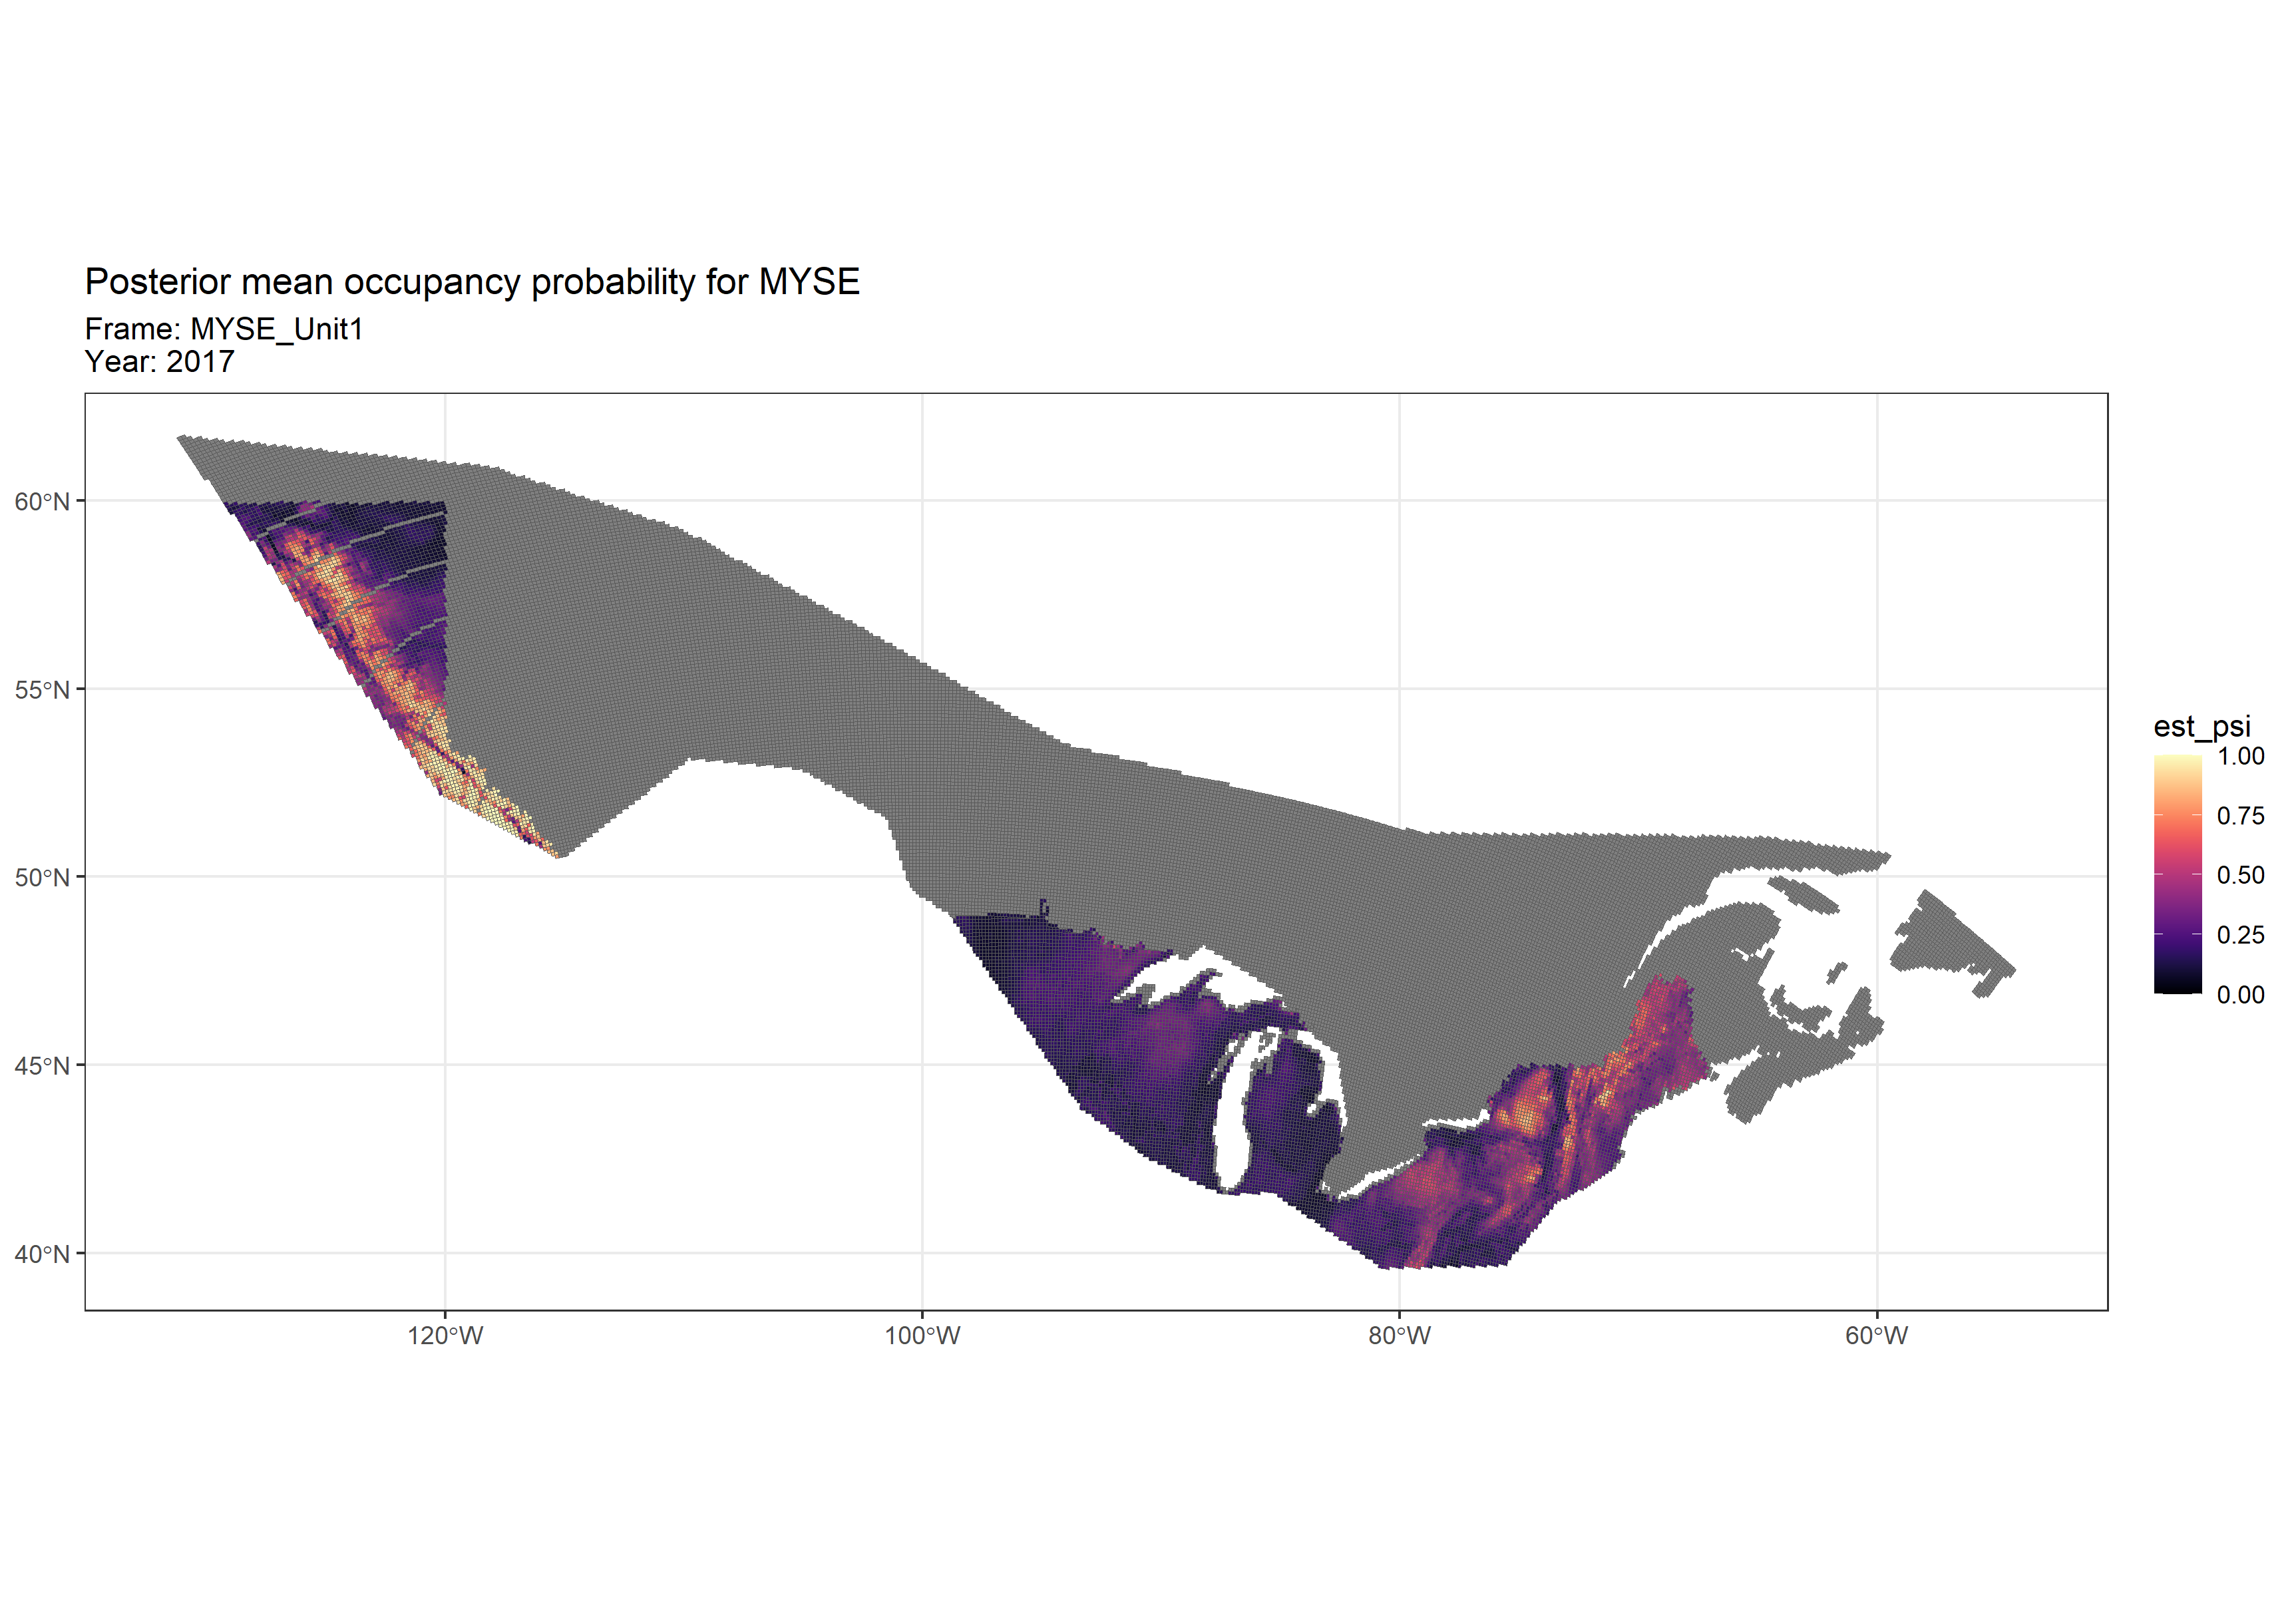 Posterior mean occupancy probability for MYSE
Frame: MYSE_Unit1
Year: 2017
60°N
55°N
50°N
45°N
40°N
120°W
100°W
80°W
60°W
est_psi
1.00
0.75
0.50
0.25
0.00